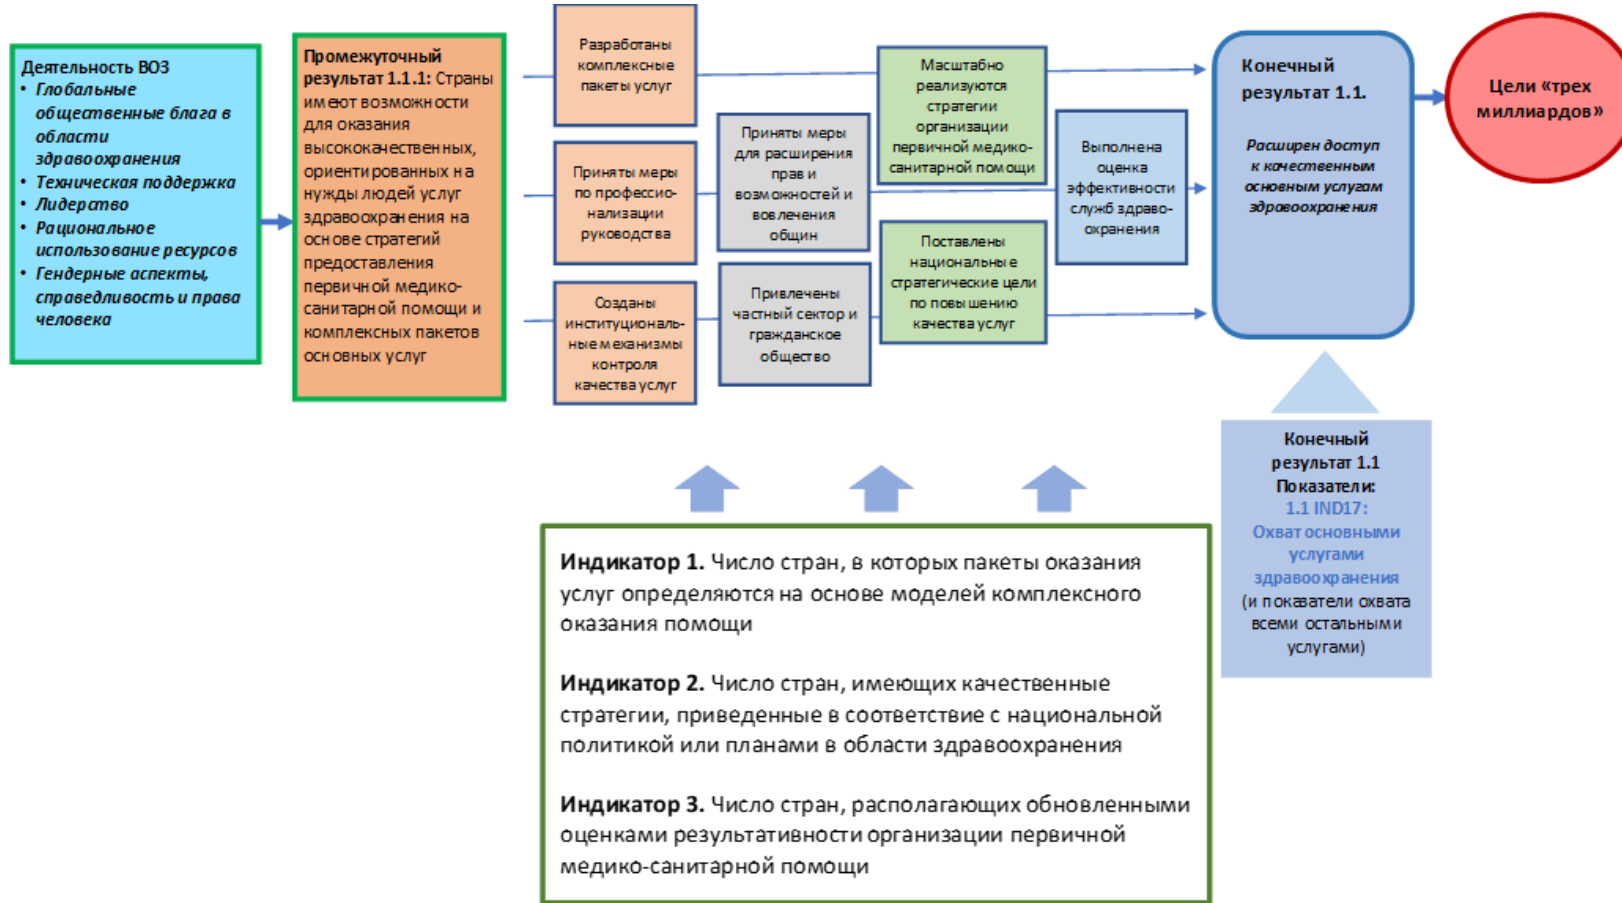 Деятельность ВОЗ
• Глобальные
общественные блага в
области
здравоохранения
• Техническая поддержка
• Лидерство
• Рациональное
использование ресурсов
• Гендерные аспекты,
справедливость и права
человека
Промежуточный
результат 1.1.1: Страны
имеют возможности
для оказания
высококачественных,
ориентированных на
нужды людей услуг
здравоохранения на
основе стратегий
предоставления
первичной медико-
санитарной помощи и
комплексных пакетов
основных услуг
Разработаны
комплексные
пакеты услуг
Приняты меры
по профессио-
нализации
руководства
Созданы
институциональ-
ные механизмы
контроля
качества услуг
Приняты меры
для расширения
прав и
возможностей и
вовлечения
общин
Привлечены
частный сектор и
гражданское
общество
Масштабно
реализуются
стратегии
организации
первичной медико-
санитарной помощи
Поставлены
национальные
стратегические цели
по повышению
качества услуг
Выполнена
оценка
эффективности
служб здраво-
охранения
Конечный
результат 1.1.
Расширен доступ
к качественным
основным услугам
здравоохранения
Цели «трех
миллиардов»
Конечный
результат 1.1
Показатели:
1.1 IND17:
Охват основными
услугами
здравоохранения
(и показатели охвата
всеми остальными
услугами)
Индикатор 1. Число стран, в которых пакеты оказания
услуг определяются на основе моделей комплексного
оказания помощи
Индикатор 2. Число стран, имеющих качественные
стратегии, приведенные в соответствие с национальной
политикой или планами в области здравоохранения
Индикатор 3. Число стран, располагающих обновленными
оценками результативности организации первичной
медико-санитарной помощи